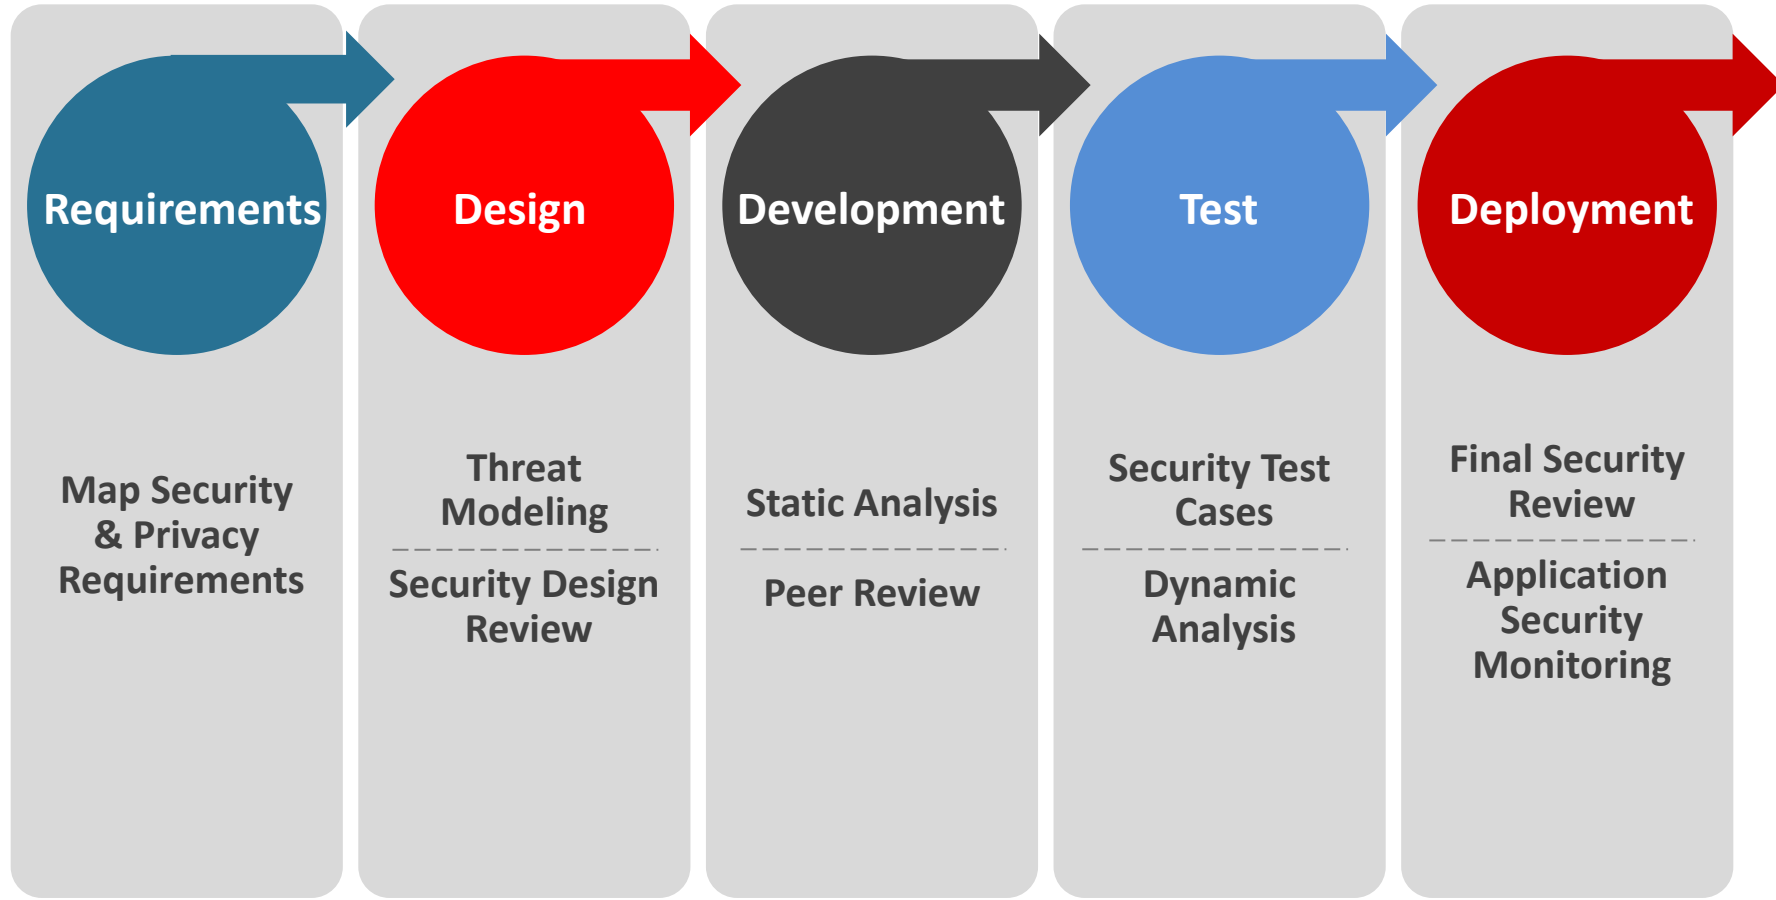 Requirements
Map Security
& Privacy
Requirements
Design
Threat
Modeling
Security Design
Review
Development
Static Analysis
Peer Review
Test
Security Test
Cases
Dynamic
Analysis
Deployment
Final Security
Review
Application
Security
Monitoring